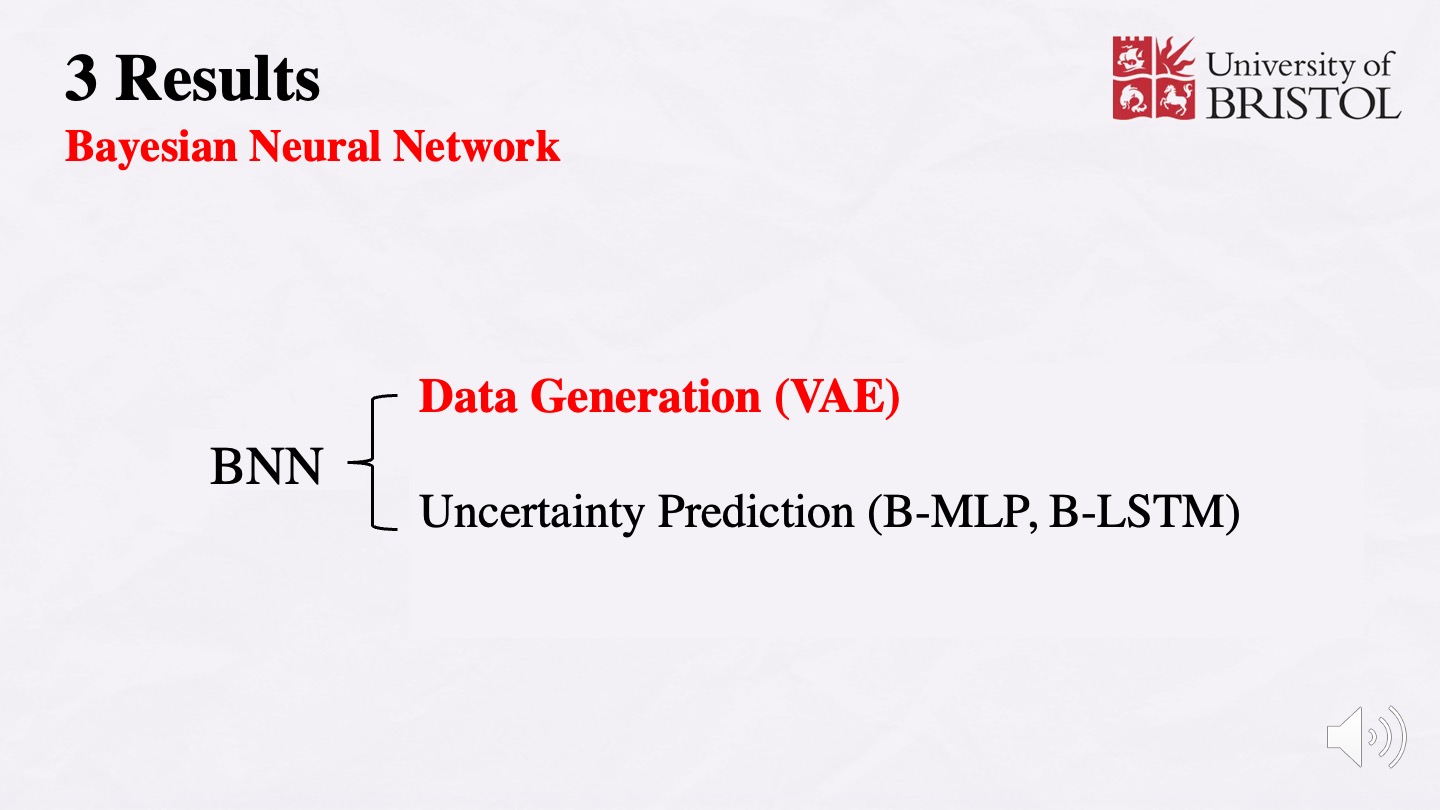 3 Results
Bayesian Neural Network
University of
BRISTOL
Data Generation (VAE)
BNN
Uncertainty Prediction (B-MLP, B-LSTM)